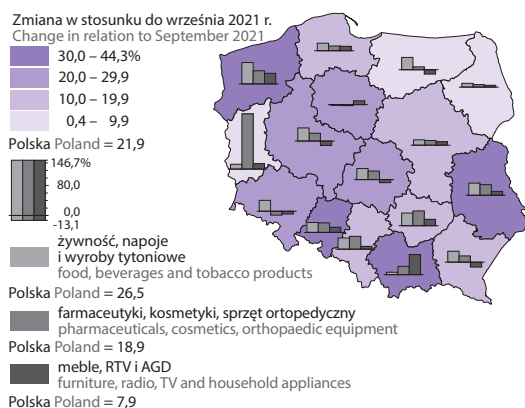 Zmiana w stosunku do września 2021 r.
Change in relation to September 2021
30,0 – 44,3%
20,0 – 29,9
10,0 – 19,9
0,4 – 9,9
Polska Poland = 21,9
146,7%
80,0
0,0
-13,1
żywność, napoje
i wyroby tytoniowe
food, beverages and tobacco products
Polska Poland = 26,5
farmaceutyki, kosmetyki, sprzęt ortopedyczny
pharmaceuticals, cosmetics, orthopaedic equipment
Polska Poland = 18,9
meble, RTV i AGD
furniture, radio, TV and household appliances
Polska Poland = 7,9